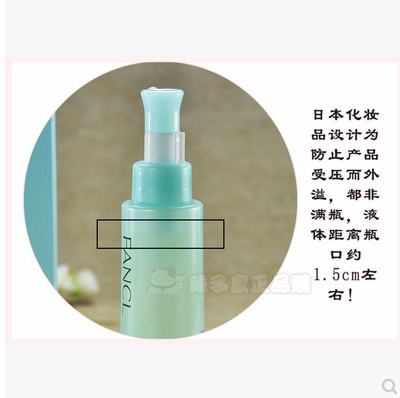 日本化妆
品设计为
防止产品
受压而外
溢，都非
满瓶，液
体距离瓶
口约
1.5cm左
右！
FANCL